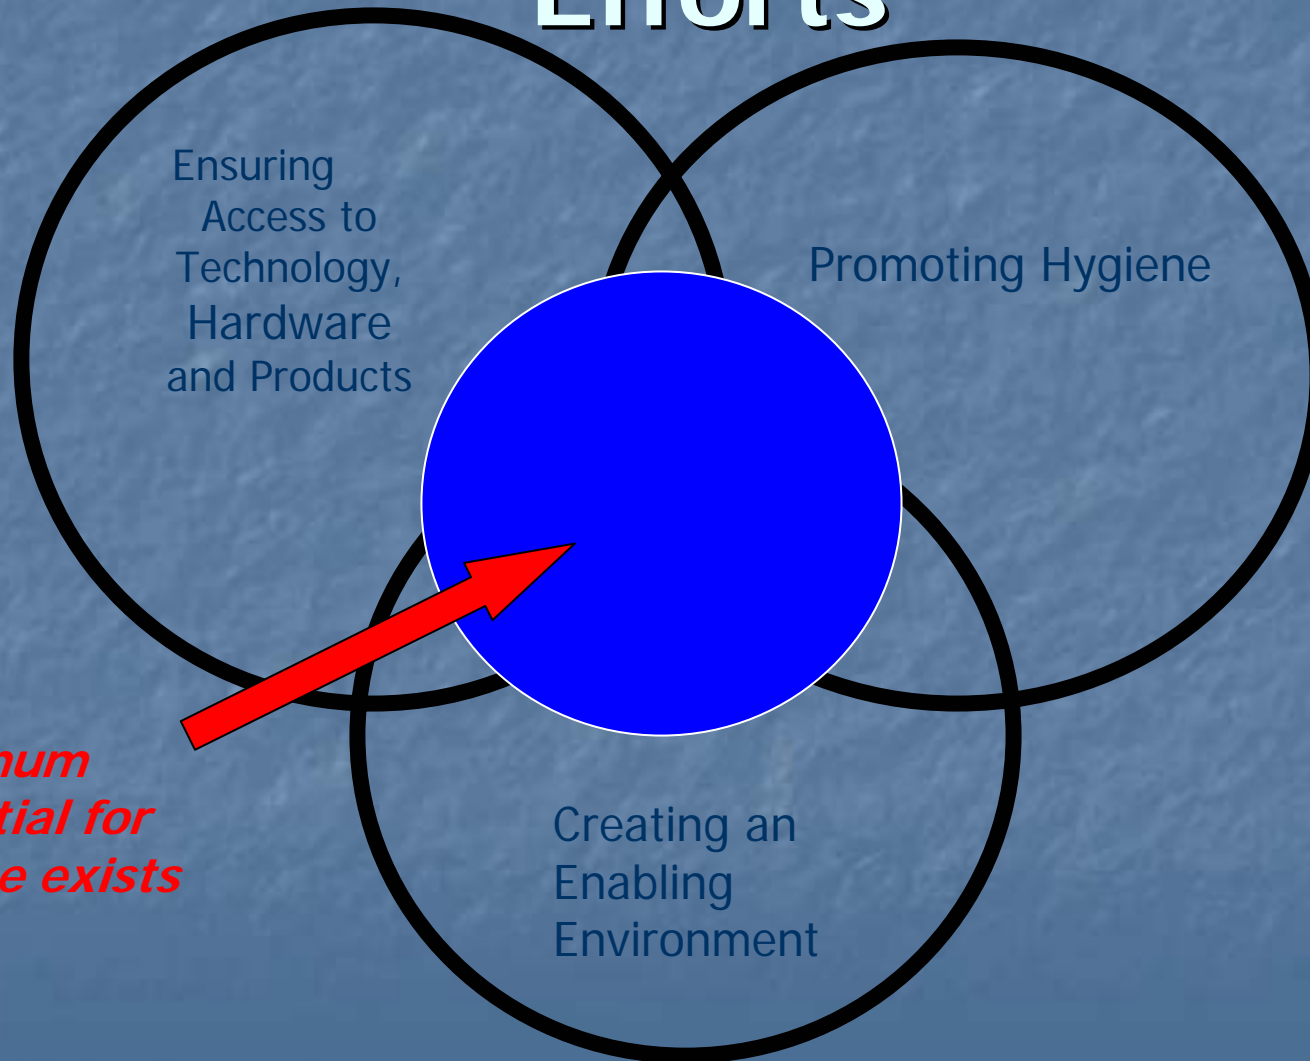 Efforts
Ensuring
Access to
Technology,
Hardware
and Products
Promoting Hygiene
Creating an
Enabling
Environment
num
tial for
e exists